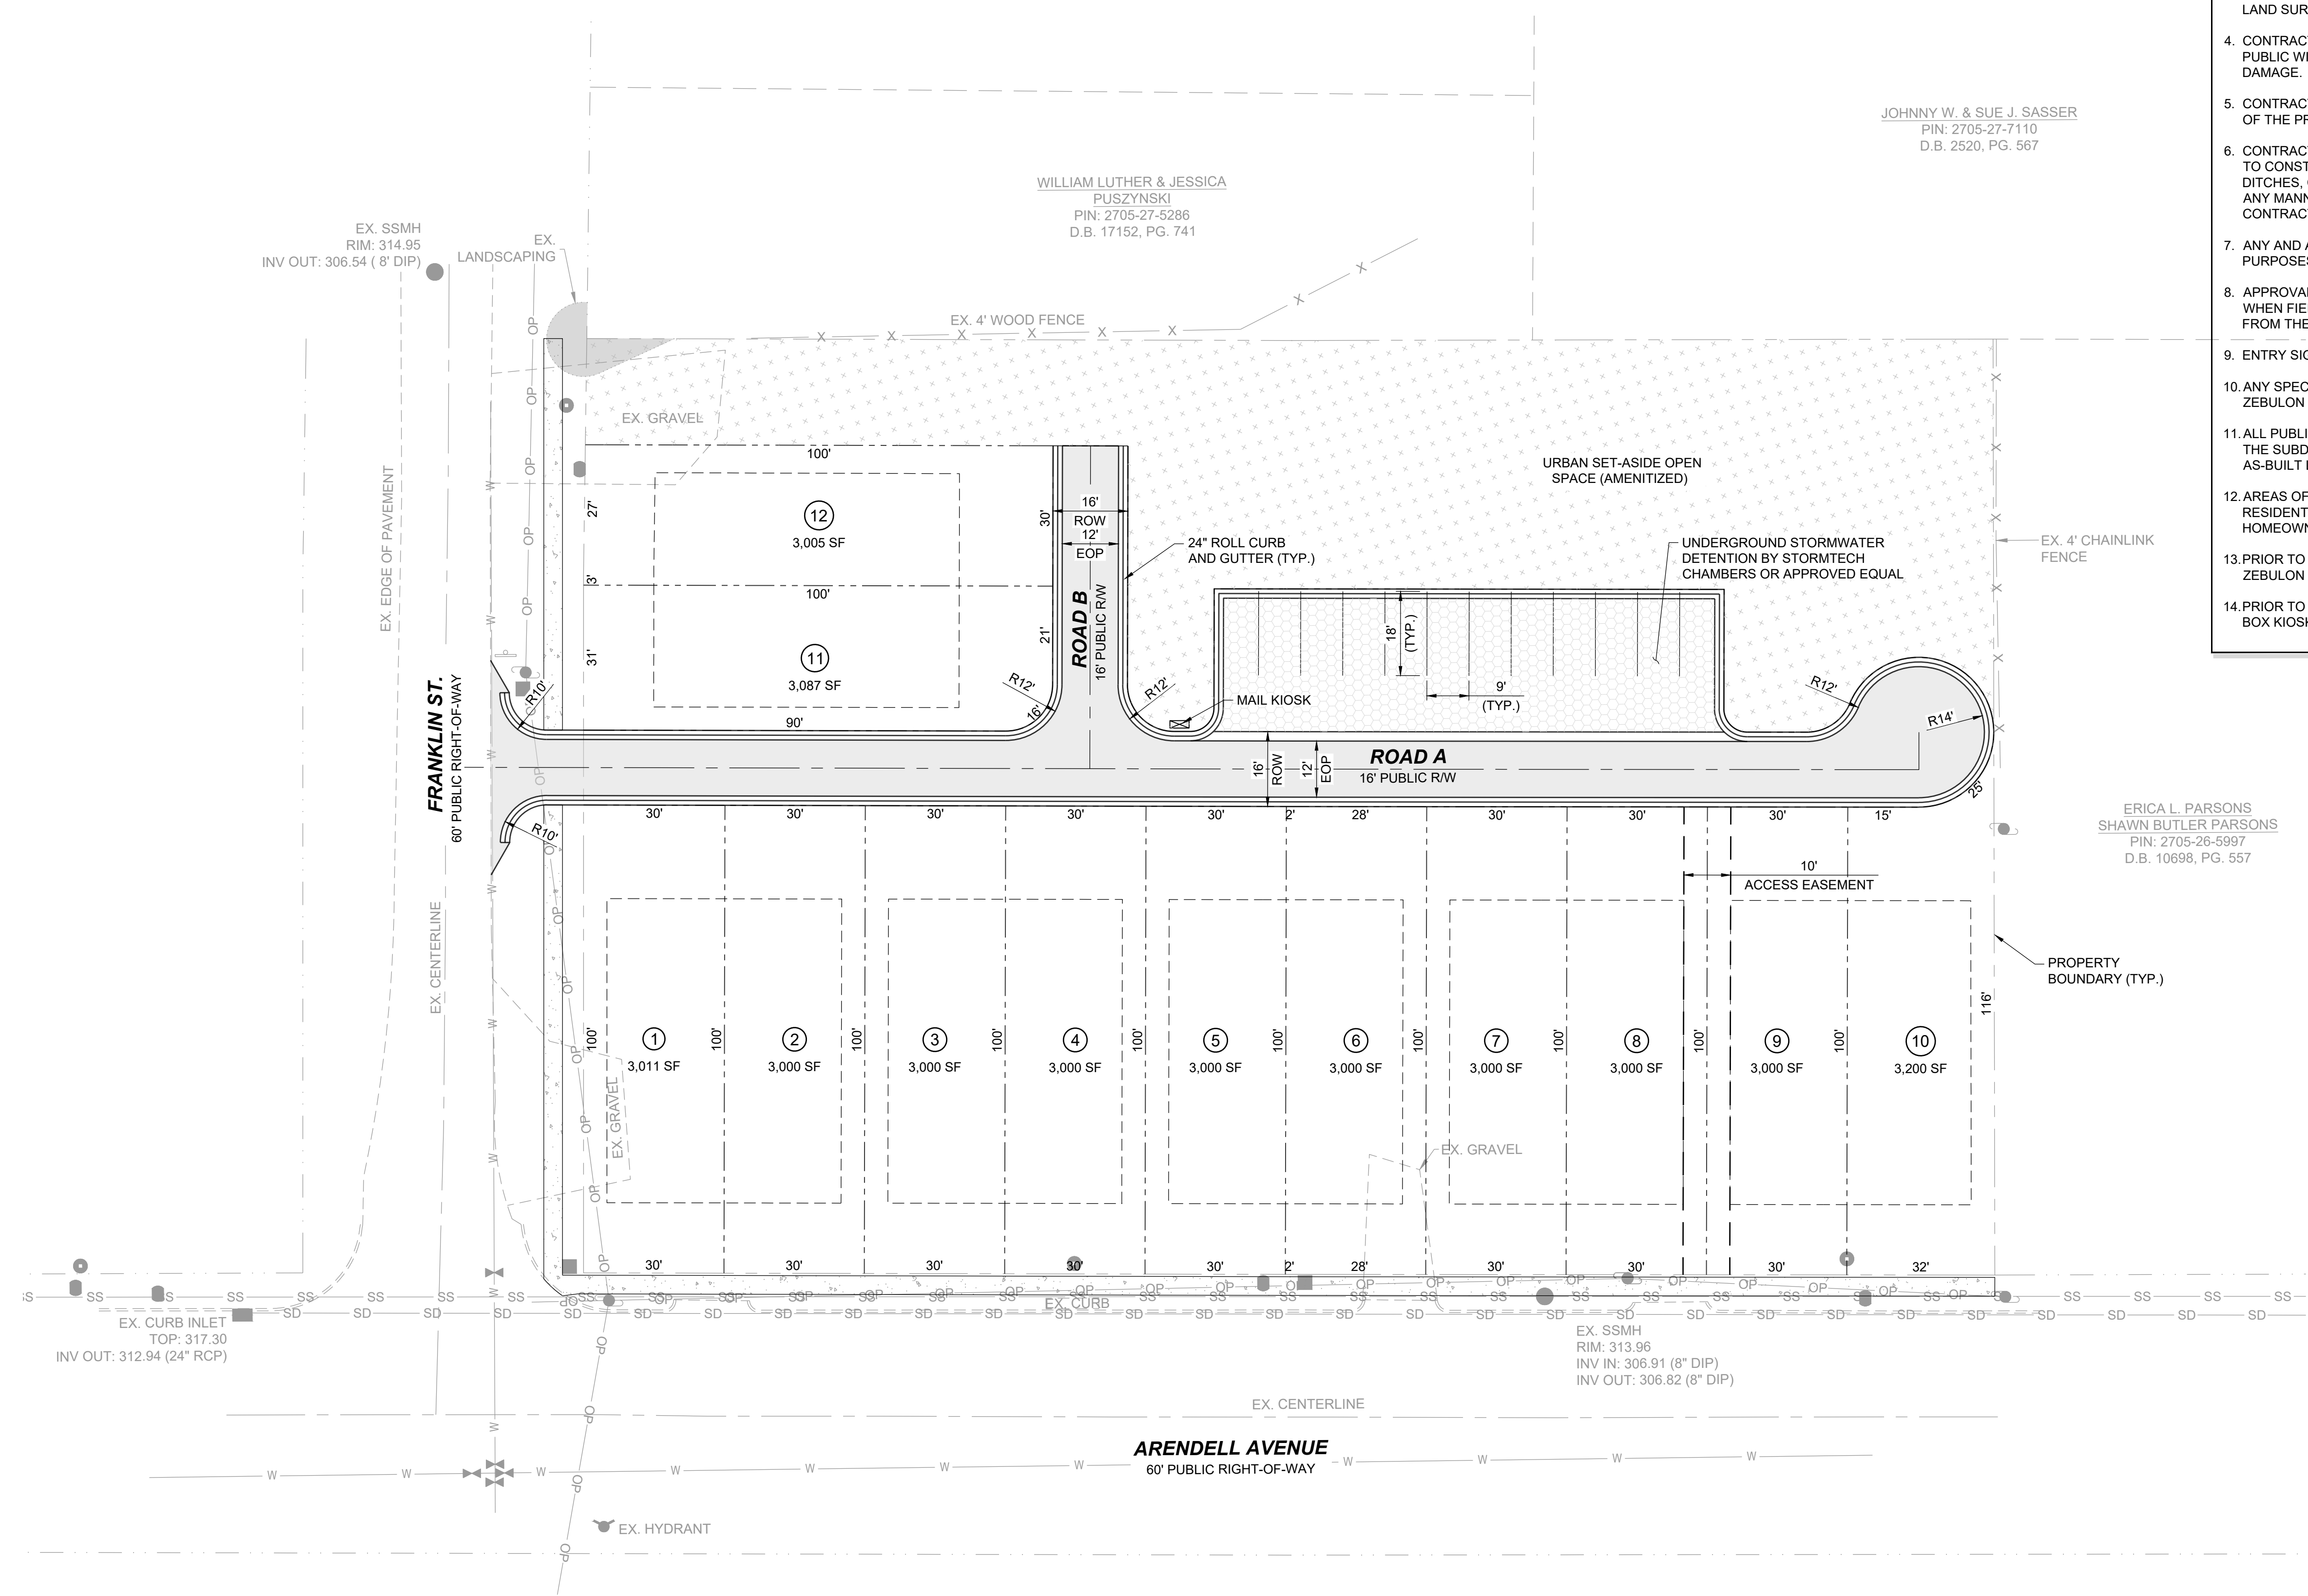 LAND SUR
4. CONTRAC
PUBLIC WI
DAMAGE.
5. CONTRAC
OF THE PR
6. CONTRAC
TO CONST
DITCHES,
ANY MANN
CONTRAC
7. ANY AND A
PURPOSES
8. APPROVAL
WHEN FIE
FROM THE
9. ENTRY SIG
10. ANY SPEC
ZEBULON
11. ALL PUBLI
THE SUBD
AS-BUILT
12. AREAS OF
RESIDENT
HOMEOWN
13. PRIOR TO
ZEBULON
14. PRIOR TO
BOX KIOSK
JOHNNY W. & SUE J. SASSER
PIN: 2705-27-7110
D.B. 2520, PG. 567
WILLIAM LUTHER & JESSICA
PUSZYNSKI
PIN: 2705-27-5286
D.B. 17152, PG. 741
EX. SSMH
RIM: 314.95
INV OUT: 306.54 ( 8' DIP)
EX.
LANDSCAPING
EX. 4' WOOD FENCE
EX. GRAVEL
EX. EDGE OF PAVEMENT
100'
27'
12
3,005 SF
30'
3'
100'
31'
11
3,087 SF
21'
90'
16'
R10'
R12'
16'
ROW
12'
EOP
ROAD B
16' PUBLIC R/W
24" ROLL CURB
AND GUTTER (TYP.)
R12'
MAIL KIOSK
URBAN SET-ASIDE OPEN
SPACE (AMENITIZED)
UNDERGROUND STORMWATER
DETENTION BY STORMTECH
CHAMBERS OR APPROVED EQUAL
18'
(TYP.)
9'
(TYP.)
R12'
R14'
25'
EX. 4' CHAINLINK
FENCE
FRANKLIN ST.
60' PUBLIC RIGHT-OF-WAY
16'
ROW
12'
EOP
ROAD A
16' PUBLIC R/W
R10'
30'
30'
30'
30'
30'
2'
28'
30'
30'
30'
15'
ERICA L. PARSONS
SHAWN BUTLER PARSONS
PIN: 2705-26-5997
D.B. 10698, PG. 557
10'
ACCESS EASEMENT
EX. CENTERLINE
PROPERTY
BOUNDARY (TYP.)
116'
100'
1
3,011 SF
100'
2
3,000 SF
100'
3
3,000 SF
100'
4
3,000 SF
100'
5
3,000 SF
100'
6
3,000 SF
100'
7
3,000 SF
100'
8
3,000 SF
100'
9
3,000 SF
100'
10
3,200 SF
EX. GRAVEL
EX. GRAVEL
30'
30'
30'
30'
30'
2'
28'
30'
30'
30'
32'
EX. CURB
EX. CURB INLET
TOP: 317.30
INV OUT: 312.94 (24" RCP)
EX. SSMH
RIM: 313.96
INV IN: 306.91 (8" DIP)
INV OUT: 306.82 (8" DIP)
EX. CENTERLINE
ARENDELL AVENUE
60' PUBLIC RIGHT-OF-WAY
EX. HYDRANT